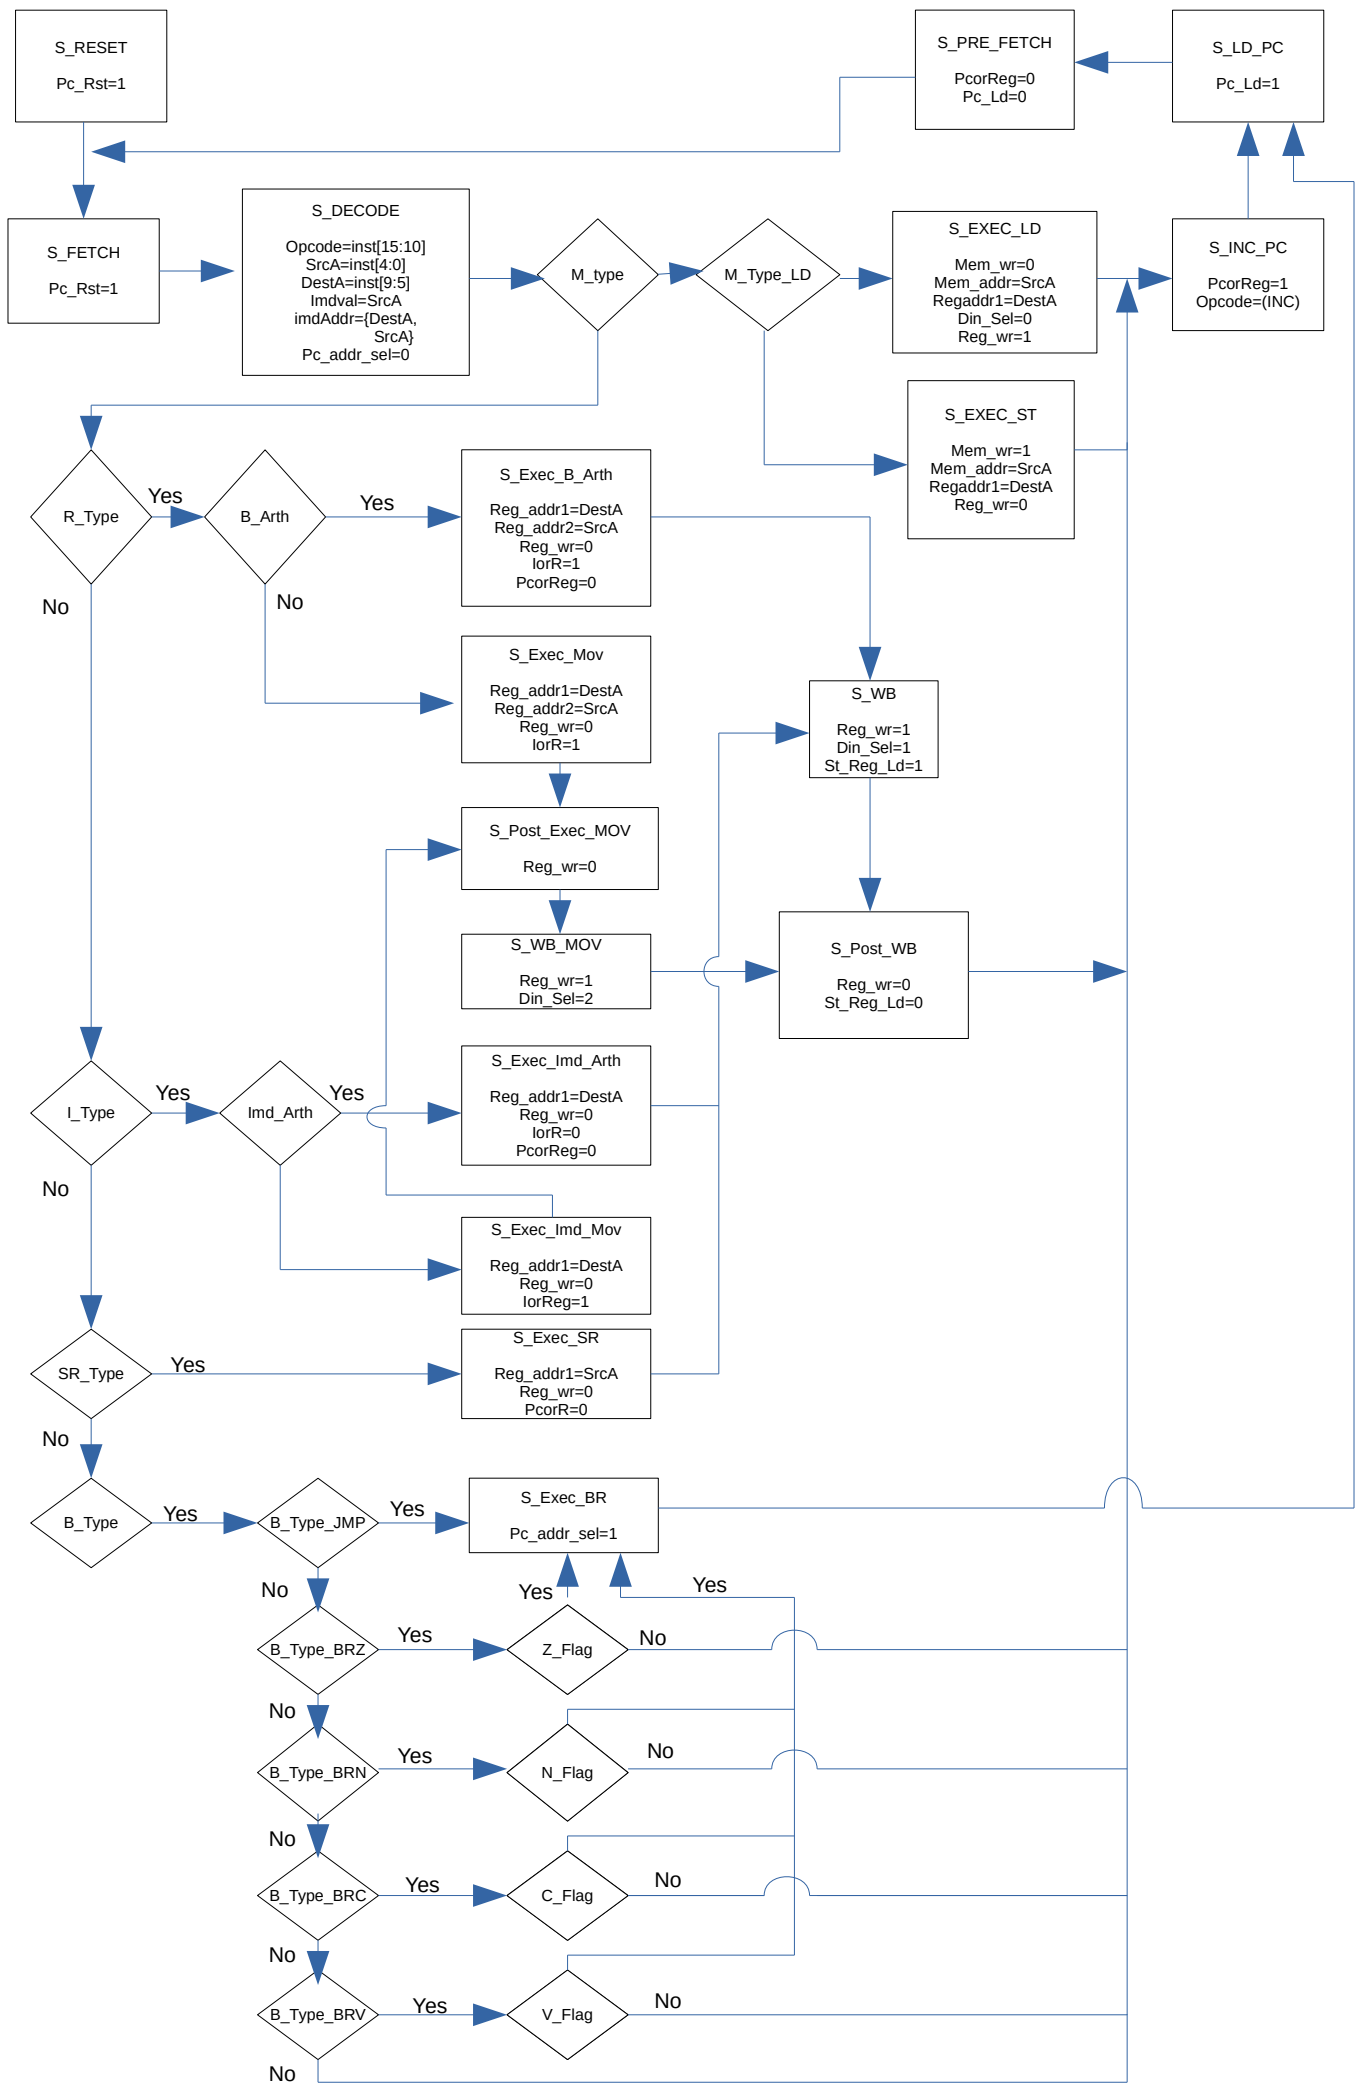 S_RESET
Pc_Rst=1
S_PRE_FETCH
PcorReg=0
Pc_Ld=0
S_LD_PC
Pc_Ld=1
S_FETCH
Pc_Rst=1
S_DECODE
Opcode=inst[15:10]
SrcA=inst[4:0]
DestA=inst[9:5]
Imdval=SrcA
imdAddr={DestA,
SrcA}
Pc_addr_sel=0
M_type
M_Type_LD
S_EXEC_LD
Mem_wr=0
Mem_addr=SrcA
Regaddr1=DestA
Din_Sel=0
Reg_wr=1
S_INC_PC
PcorReg=1
Opcode=(INC)
S_EXEC_ST
Mem_wr=1
Mem_addr=SrcA
Regaddr1=DestA
Reg_wr=0
R_Type
Yes
No
B_Arth
Yes
No
S_Exec_B_Arth
Reg_addr1=DestA
Reg_addr2=SrcA
Reg_wr=0
IorR=1
PcorReg=0
S_Exec_Mov
Reg_addr1=DestA
Reg_addr2=SrcA
Reg_wr=0
IorR=1
S_WB
Reg_wr=1
Din_Sel=1
St_Reg_Ld=1
S_Post_Exec_MOV
Reg_wr=0
S_WB_MOV
Reg_wr=1
Din_Sel=2
S_Post_WB
Reg_wr=0
St_Reg_Ld=0
I_Type
Yes
No
Imd_Arth
Yes
S_Exec_Imd_Arth
Reg_addr1=DestA
Reg_wr=0
IorR=0
PcorReg=0
S_Exec_Imd_Mov
Reg_addr1=DestA
Reg_wr=0
IorReg=1
SR_Type
Yes
No
S_Exec_SR
Reg_addr1=SrcA
Reg_wr=0
PcorR=0
B_Type
Yes
B_Type_JMP
Yes
No
S_Exec_BR
Pc_addr_sel=1
Yes
Yes
B_Type_BRZ
Yes
No
Z_Flag
No
B_Type_BRN
Yes
No
N_Flag
No
B_Type_BRC
Yes
No
C_Flag
No
B_Type_BRV
Yes
No
V_Flag
No